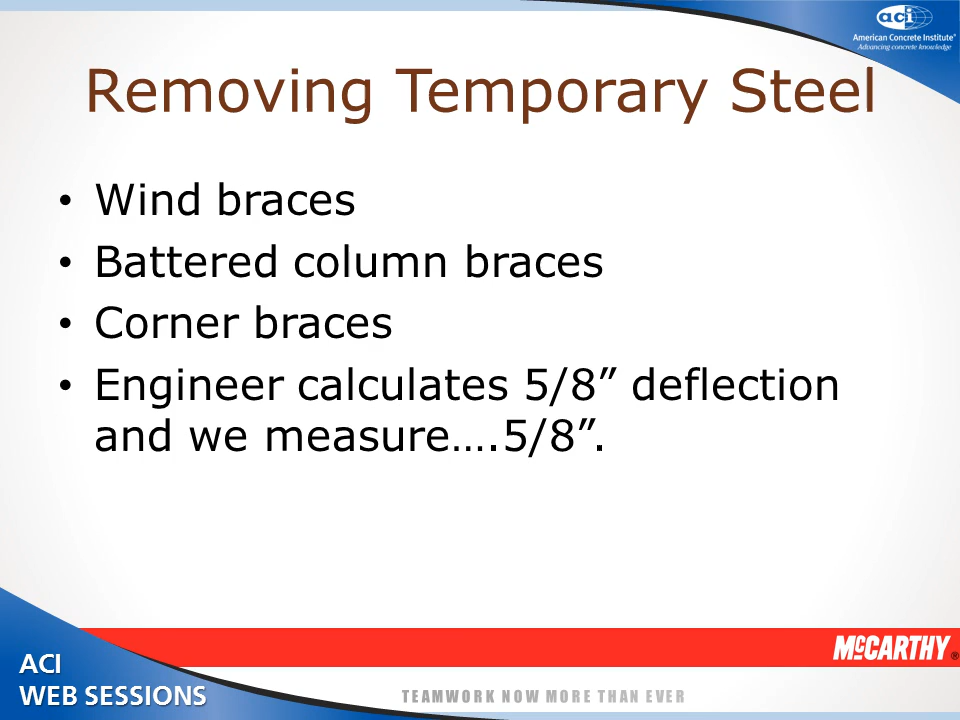 aci
American Concrete Institute®
Advancing concrete knowledge
Removing Temporary Steel
• Wind braces
• Battered column braces
• Corner braces
• Engineer calculates 5/8” deflection
and we measure….5/8”.
McCARTHY®
ACI
WEB SESSIONS
TEAMWORK NOW MORE THAN EVER